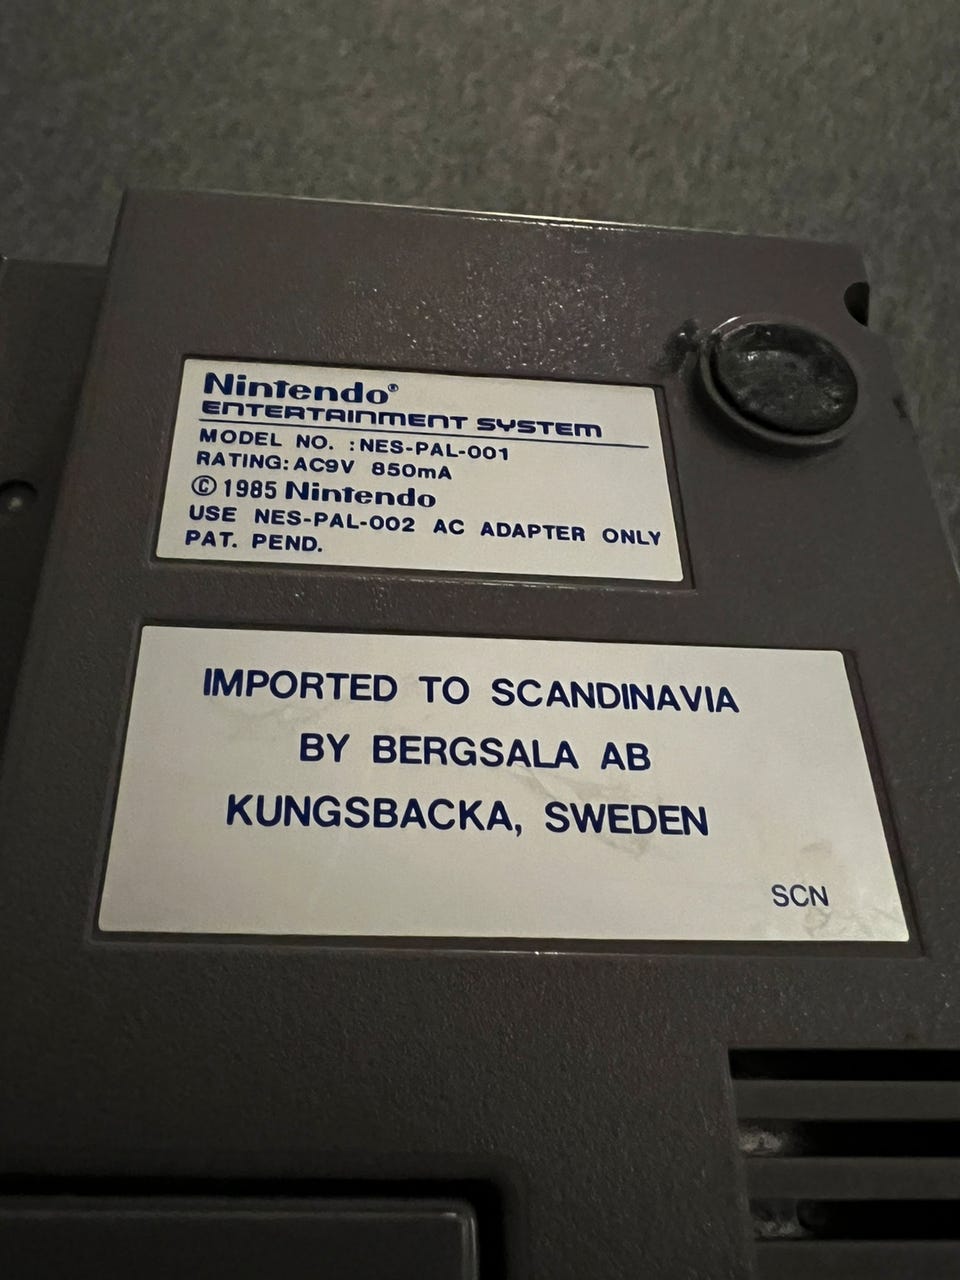 Nintendo®
ENTERTAINMENT SYSTEM
MODEL NO. :NES-PAL-001
RATING:AC9V 850mA
© 1985 Nintendo
USE NES-PAL-002 AC ADAPTER ONLY
PAT. PEND.
IMPORTED TO SCANDINAVIA
BY BERGSALA AB
KUNGSBACKA, SWEDEN
SCN